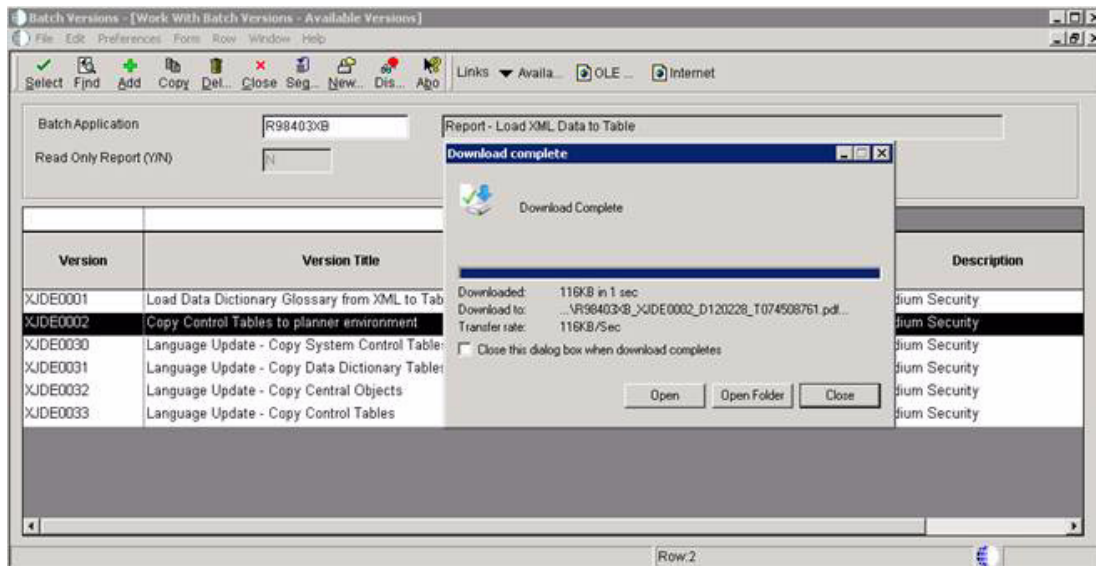 Batch Versions - [Work With Batch Versions - Available Versions]
File Edit Preferences Form Row Window Help
Select Find Add Copy Del... Close Seq... New... Dis... Abo Links Availa... OLE ... Internet
Batch Application R98403XB Report - Load XML Data to Table
Read Only Report (Y/N) N
Download complete
Download Complete
Version Version Title Description
Downloaded: 116KB in 1 sec
Download to: ...\R98403XB_XJDE0002_D120228_T074508761.pdf...
Transfer rate: 116KB/Sec
Close this dialog box when download completes
Open Open Folder Close
XJDE0001 Load Data Dictionary Glossary from XML to Tab dium Security
XJDE0002 Copy Control Tables to planner environment dium Security
XJDE0030 Language Update - Copy System Control Table dium Security
XJDE0031 Language Update - Copy Data Dictionary Table dium Security
XJDE0032 Language Update - Copy Central Objects dium Security
XJDE0033 Language Update - Copy Control Tables dium Security
Row:2